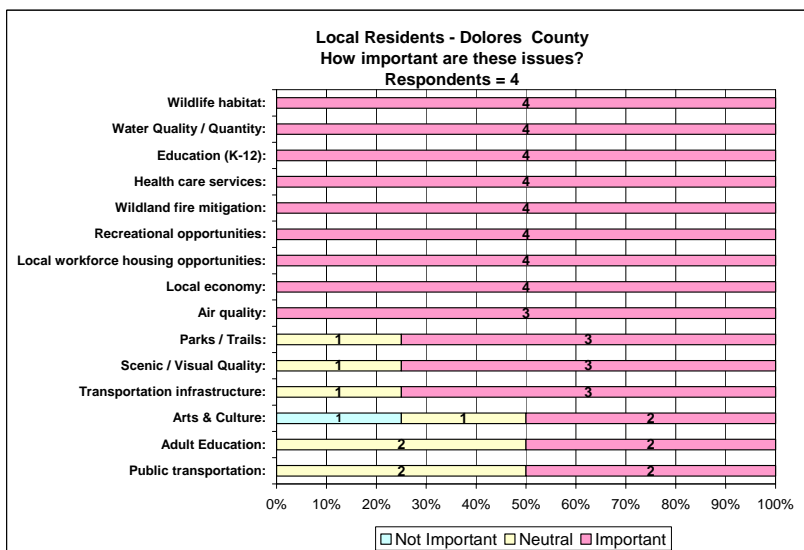 Local Residents - Dolores County
How important are these issues?
Respondents = 4
Wildlife habitat: 4
Water Quality / Quantity: 4
Education (K-12): 4
Health care services: 4
Wildland fire mitigation: 4
Recreational opportunities: 4
Local workforce housing opportunities: 4
Local economy: 4
Air quality: 3
Parks / Trails: 1 3
Scenic / Visual Quality: 1 3
Transportation infrastructure: 1 3
Arts & Culture: 1 1 2
Adult Education: 2 2
Public transportation: 2 2
0% 10% 20% 30% 40% 50% 60% 70% 80% 90% 100%
Not Important Neutral Important